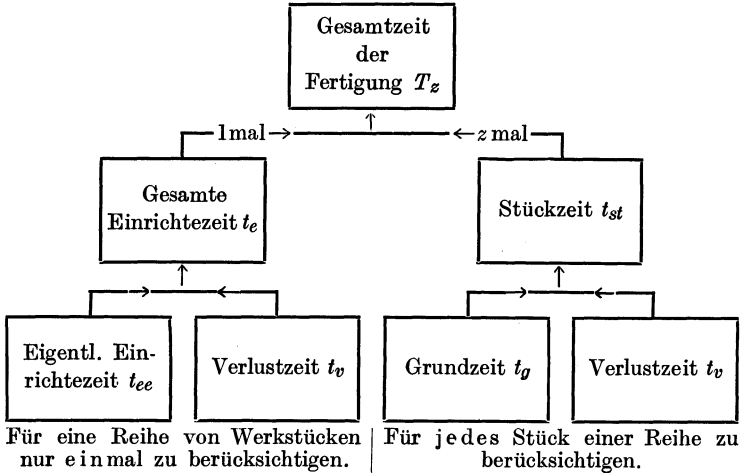 Gesamtzeit
der
Fertigung T_z
1mal → ← z mal
Gesamte
Einrichtezeit t_e
Stückzeit t_st
Eigentl. Ein-
richtezeit t_ee
Verlustzeit t_v
Grundzeit t_g
Verlustzeit t_v
Für eine Reihe von Werkstücken
nur einmal zu berücksichtigen.
Für jedes Stück einer Reihe zu
berücksichtigen.